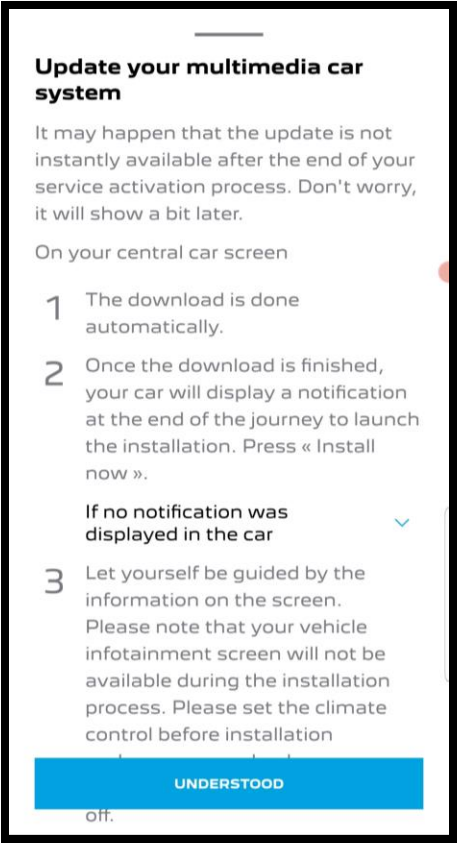 Update your multimedia car
system
It may happen that the update is not
instantly available after the end of your
service activation process. Don't worry,
it will show a bit later.
On your central car screen
1 The download is done
automatically.
2 Once the download is finished,
your car will display a notification
at the end of the journey to launch
the installation. Press « Install
now ».
If no notification was
displayed in the car
3 Let yourself be guided by the
information on the screen.
Please note that your vehicle
infotainment screen will not be
available during the installation
process. Please set the climate
control before installation
UNDERSTOOD
off.